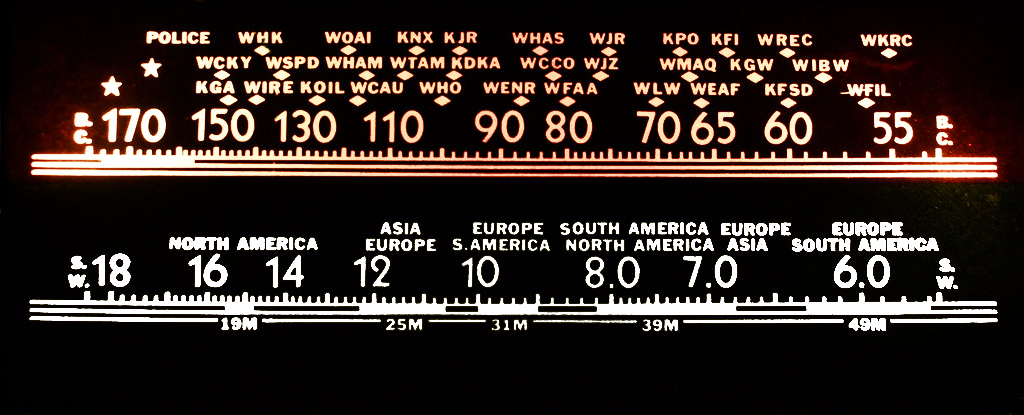 POLICE WHK WOAI KNX KJR WHAS WJR KPO KFI WREC WKRC
WCKY WSPD WHAM WTAM KDKA WCCO WJZ WMAQ KGW WIBW
KGA WIRE KOIL WCAU WHO WENR WFAA WLW WEAF KFSD WFIL
B.C. 170 150 130 110 90 80 70 65 60 55 B.C.
ASIA EUROPE SOUTH AMERICA EUROPE EUROPE
NORTH AMERICA EUROPE S.AMERICA NORTH AMERICA ASIA SOUTH AMERICA
S.W. 18 16 14 12 10 8.0 7.0 6.0 S.W.
19M 25M 31M 39M 49M